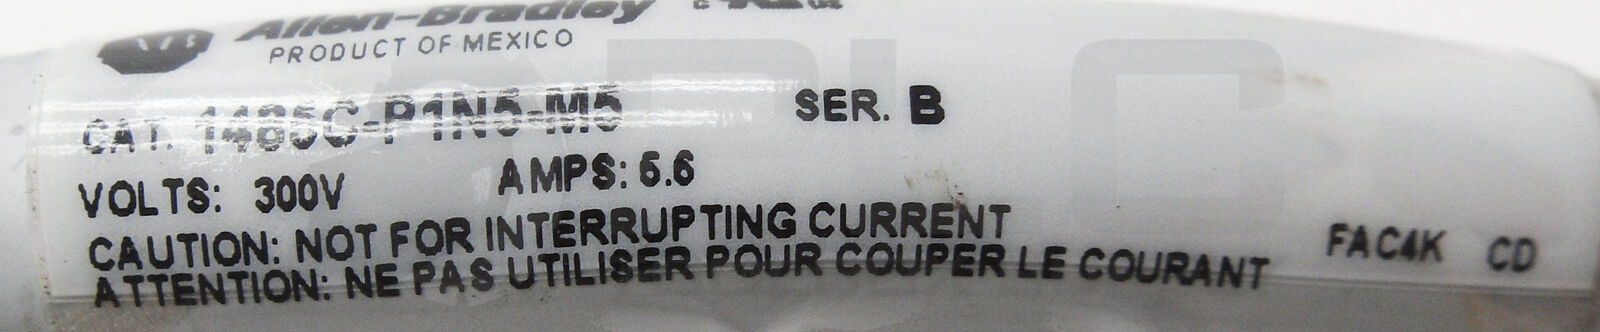 Allen-Bradley
PRODUCT OF MEXICO
CAT. 1485C-P1N5-M5 SER. B
VOLTS: 300V AMPS: 5.6
CAUTION: NOT FOR INTERRUPTING CURRENT
ATTENTION: NE PAS UTILISER POUR COUPER LE COURANT
FAC4K CD